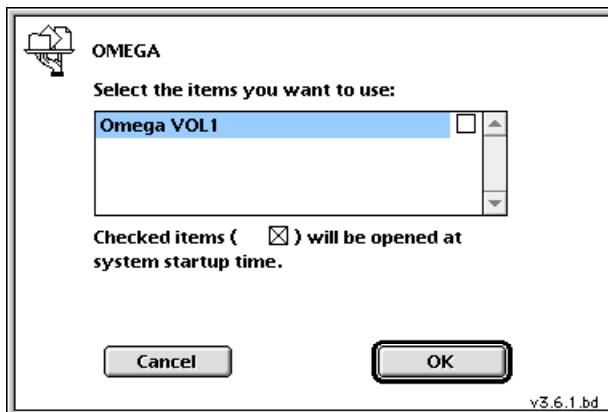 OMEGA
Select the items you want to use:
Omega VOL1
Checked items ( ☒ ) will be opened at
system startup time.
Cancel OK
v3.6.1.bd